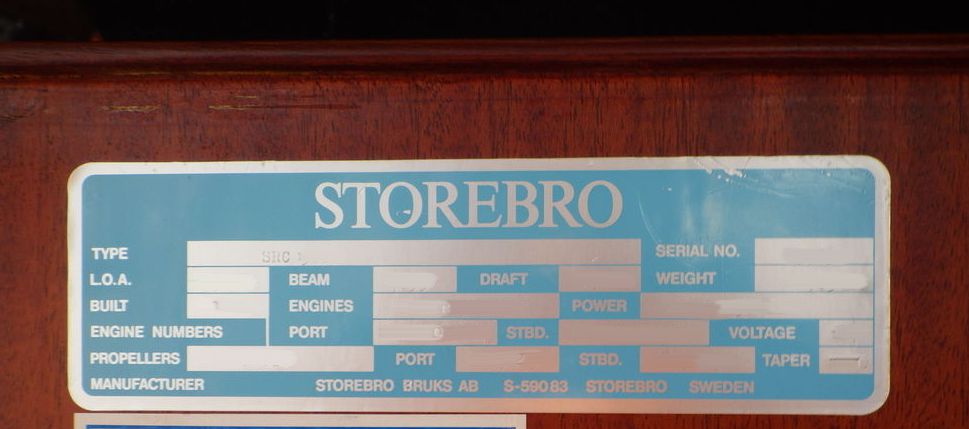 STOREBRO
TYPE SRC SERIAL NO.
L.O.A. BEAM DRAFT WEIGHT
BUILT ENGINES POWER
ENGINE NUMBERS PORT STBD. VOLTAGE
PROPELLERS PORT STBD. TAPER
MANUFACTURER STOREBRO BRUKS AB S-590 83 STOREBRO SWEDEN